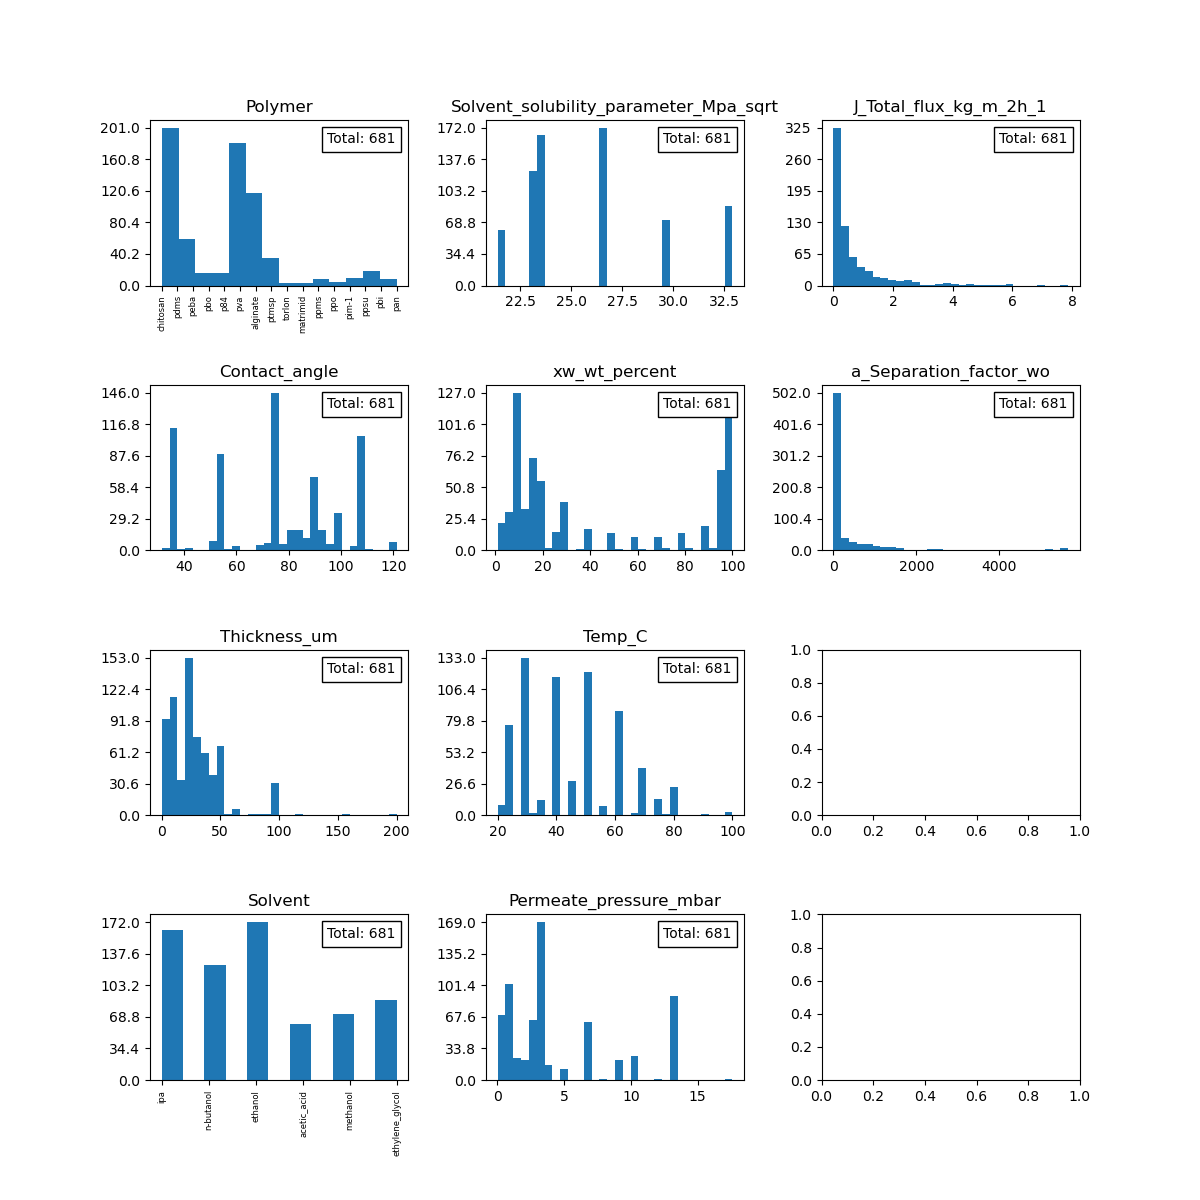 Polymer
Total: 681
201.0
160.8
120.6
80.4
40.2
0.0
chitosan
pdms
peba
pbo
p84
pva
alginate
ptmsp
torlon
matrimid
ppms
ppo
pim-1
ppsu
pbi
pan
Solvent_solubility_parameter_Mpa_sqrt
Total: 681
172.0
137.6
103.2
68.8
34.4
0.0
22.5 25.0 27.5 30.0 32.5
J_Total_flux_kg_m_2h_1
Total: 681
325
260
195
130
65
0
0 2 4 6 8
Contact_angle
Total: 681
146.0
116.8
87.6
58.4
29.2
0.0
40 60 80 100 120
xw_wt_percent
Total: 681
127.0
101.6
76.2
50.8
25.4
0.0
0 20 40 60 80 100
a_Separation_factor_wo
Total: 681
502.0
401.6
301.2
200.8
100.4
0.0
0 2000 4000
Thickness_um
Total: 681
153.0
122.4
91.8
61.2
30.6
0.0
0 50 100 150 200
Temp_C
Total: 681
133.0
106.4
79.8
53.2
26.6
0.0
20 40 60 80 100
1.0
0.8
0.6
0.4
0.2
0.0
0.0 0.2 0.4 0.6 0.8 1.0
Solvent
Total: 681
172.0
137.6
103.2
68.8
34.4
0.0
ipa
n-butanol
ethanol
acetic_acid
methanol
ethylene_glycol
Permeate_pressure_mbar
Total: 681
169.0
135.2
101.4
67.6
33.8
0.0
0 5 10 15
1.0
0.8
0.6
0.4
0.2
0.0
0.0 0.2 0.4 0.6 0.8 1.0